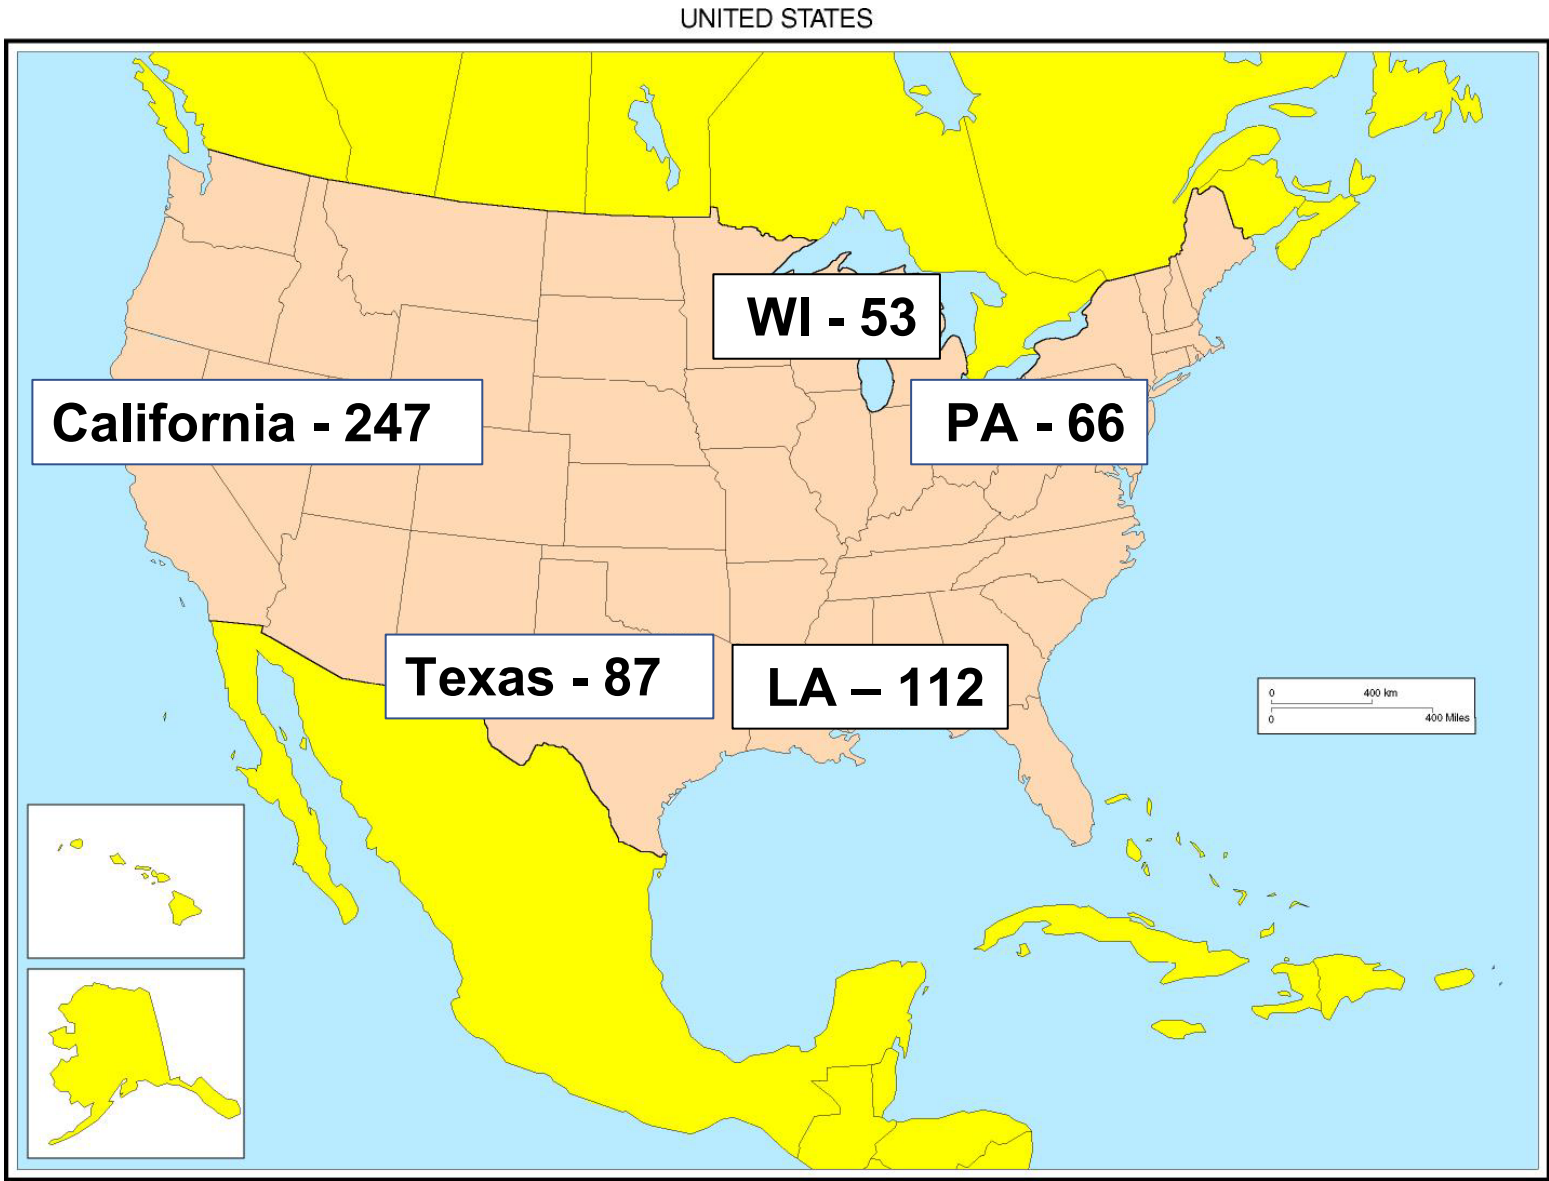 UNITED STATES
WI - 53
California - 247
PA - 66
Texas - 87
LA – 112
0 400 km
0 400 Miles